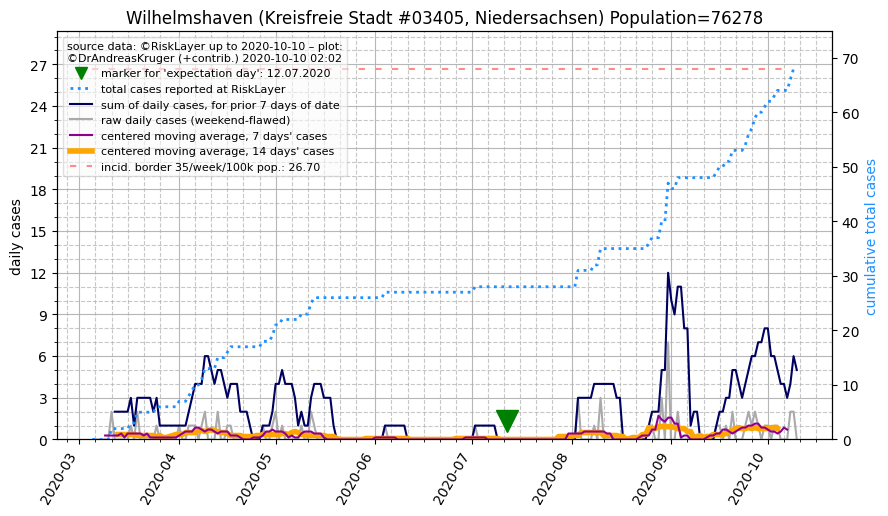 Wilhelmshaven (Kreisfreie Stadt #03405, Niedersachsen) Population=76278
source data: ©RiskLayer up to 2020-10-10 – plot:
©DrAndreasKruger (+contrib.) 2020-10-10 02:02
marker for 'expectation day': 12.07.2020
total cases reported at RiskLayer
sum of daily cases, for prior 7 days of date
raw daily cases (weekend-flawed)
centered moving average, 7 days' cases
centered moving average, 14 days' cases
incid. border 35/week/100k pop.: 26.70
daily cases
27
24
21
18
15
12
9
6
3
0
cumulative total cases
70
60
50
40
30
20
10
0
2020-03
2020-04
2020-05
2020-06
2020-07
2020-08
2020-09
2020-10